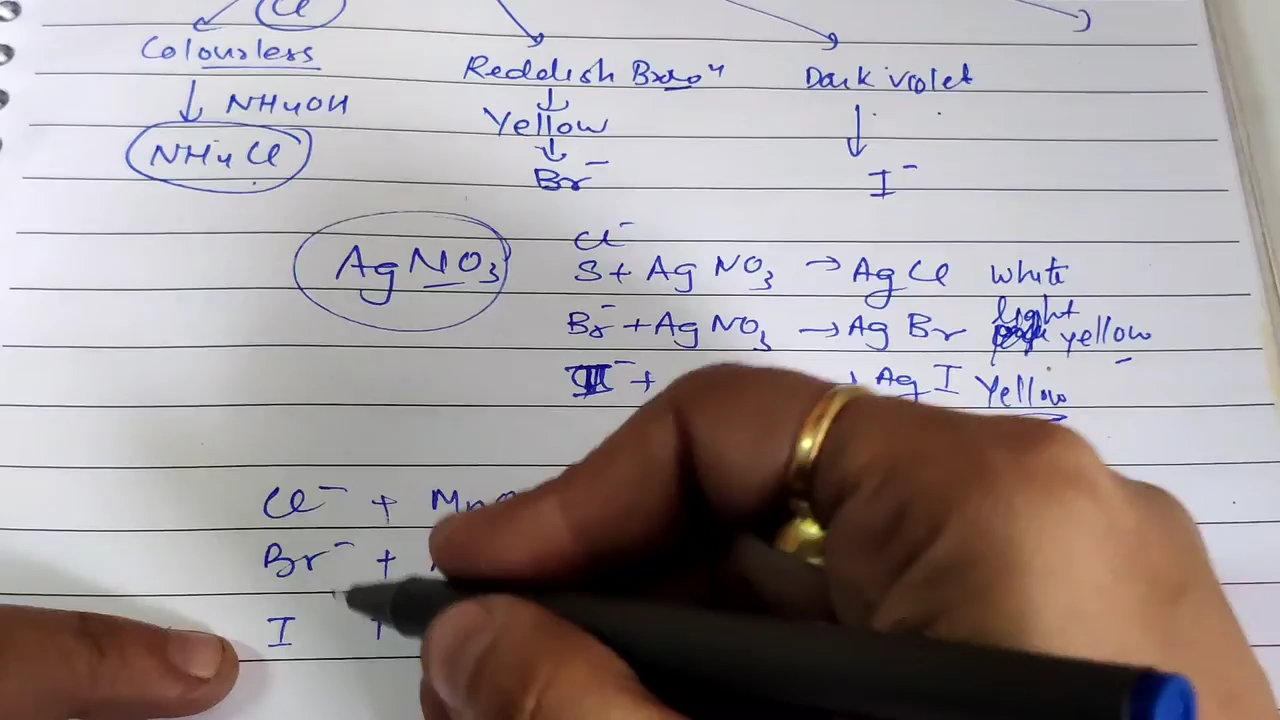 Cl
Colourless Reddish Brown Dark violet
NH4OH Yellow
NH4Cl Br⁻ I⁻
Cl⁻
AgNO3 S + AgNO3 → AgCl white
light
Br⁻ + AgNO3 → AgBr yellow
I⁻ + → AgI Yellow
Cl⁻ +
Br⁻ +
I +